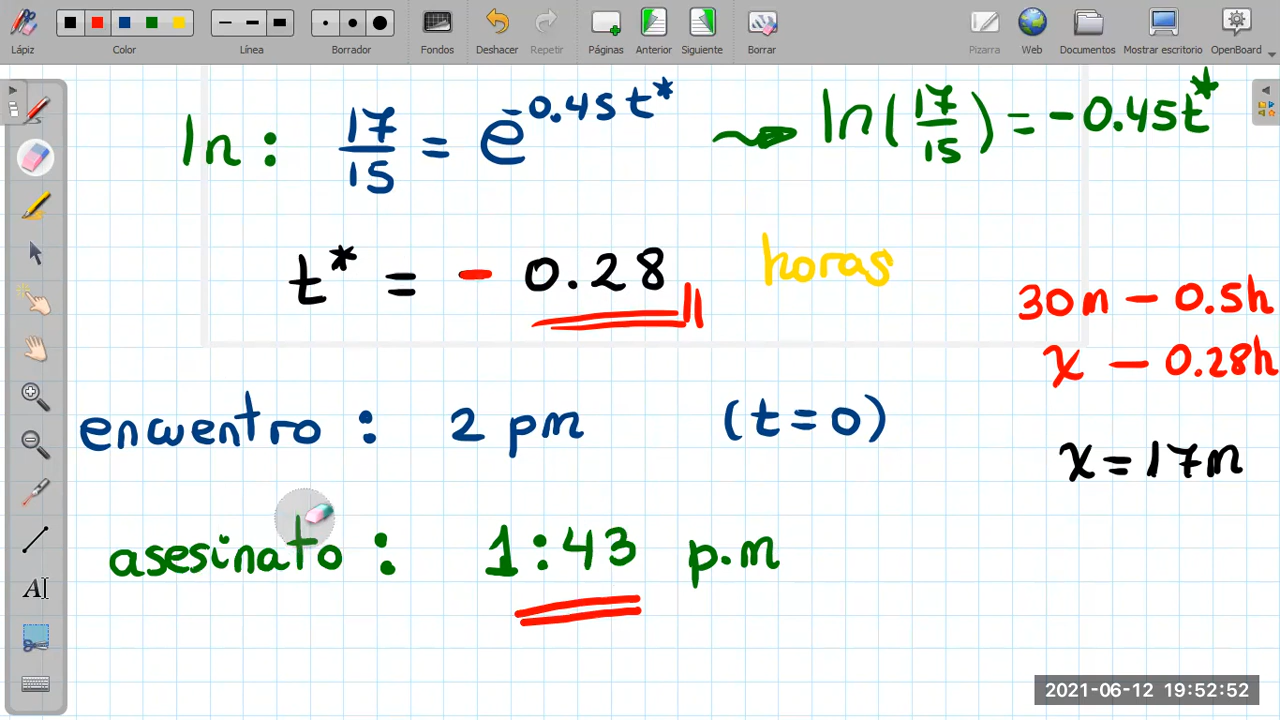 Lápiz Color Línea Borrador Fondos Deshacer Repetir Páginas Anterior Siguiente Borrar Pizarra Web Documentos Mostrar escritorio OpenBoard
ln: 17/15 = e^-0.45t* ⇝ ln(17/15) = -0.45t*
t* = - 0.28 horas
30m - 0.5h
x - 0.28h
encuentro: 2 pm (t=0)
x = 17m
asesinato: 1:43 p.m
2021-06-12 19:52:52